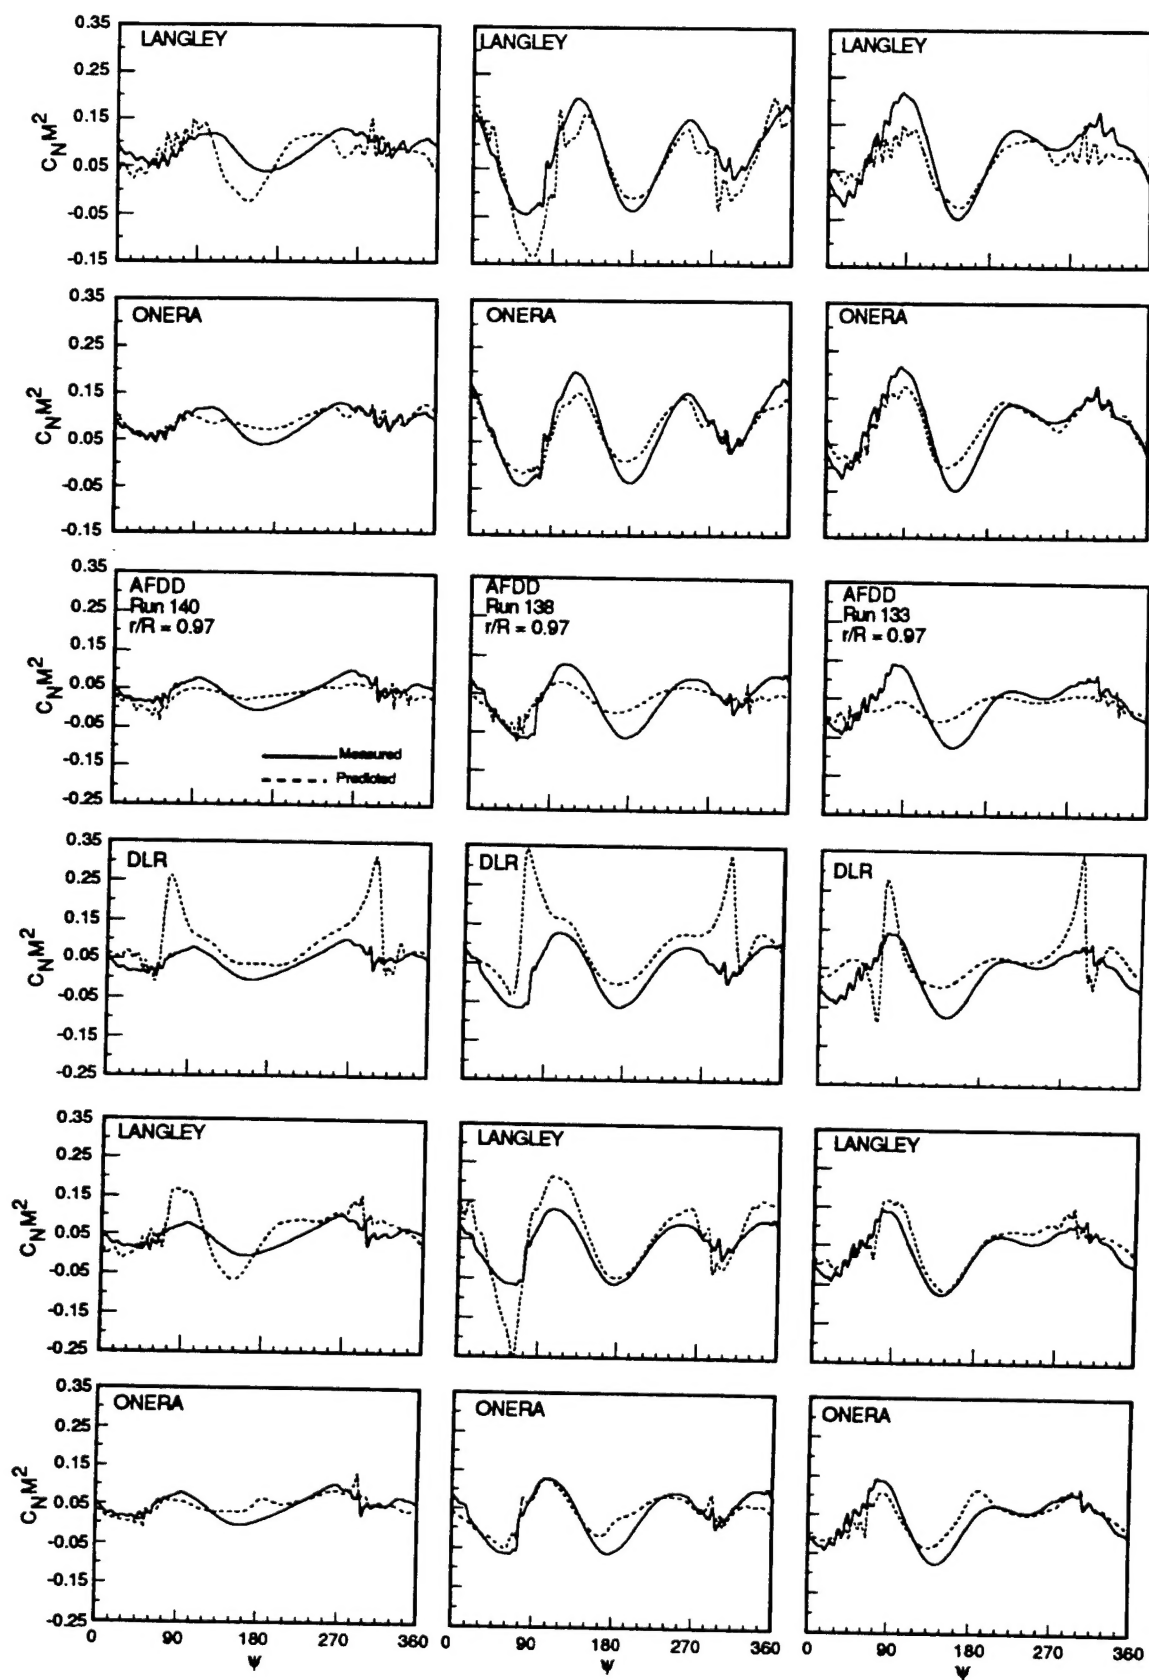 0.35
0.25
0.15
0.05
-0.05
-0.15
C_N M^2
LANGLEY
LANGLEY
LANGLEY
0.35
0.25
0.15
0.05
-0.05
-0.15
C_N M^2
ONERA
ONERA
ONERA
0.35
0.25
0.15
0.05
-0.05
-0.15
-0.25
C_N M^2
AFDD
Run 140
r/R = 0.97
Measured
Predicted
AFDD
Run 138
r/R = 0.97
AFDD
Run 133
r/R = 0.97
0.35
0.25
0.15
0.05
-0.05
-0.15
-0.25
C_N M^2
DLR
DLR
DLR
0.35
0.25
0.15
0.05
-0.05
-0.15
-0.25
C_N M^2
LANGLEY
LANGLEY
LANGLEY
0.35
0.25
0.15
0.05
-0.05
-0.15
-0.25
C_N M^2
ONERA
ONERA
ONERA
0 90 180 270 360
Ψ
0 90 180 270 360
Ψ
0 90 180 270 360
Ψ